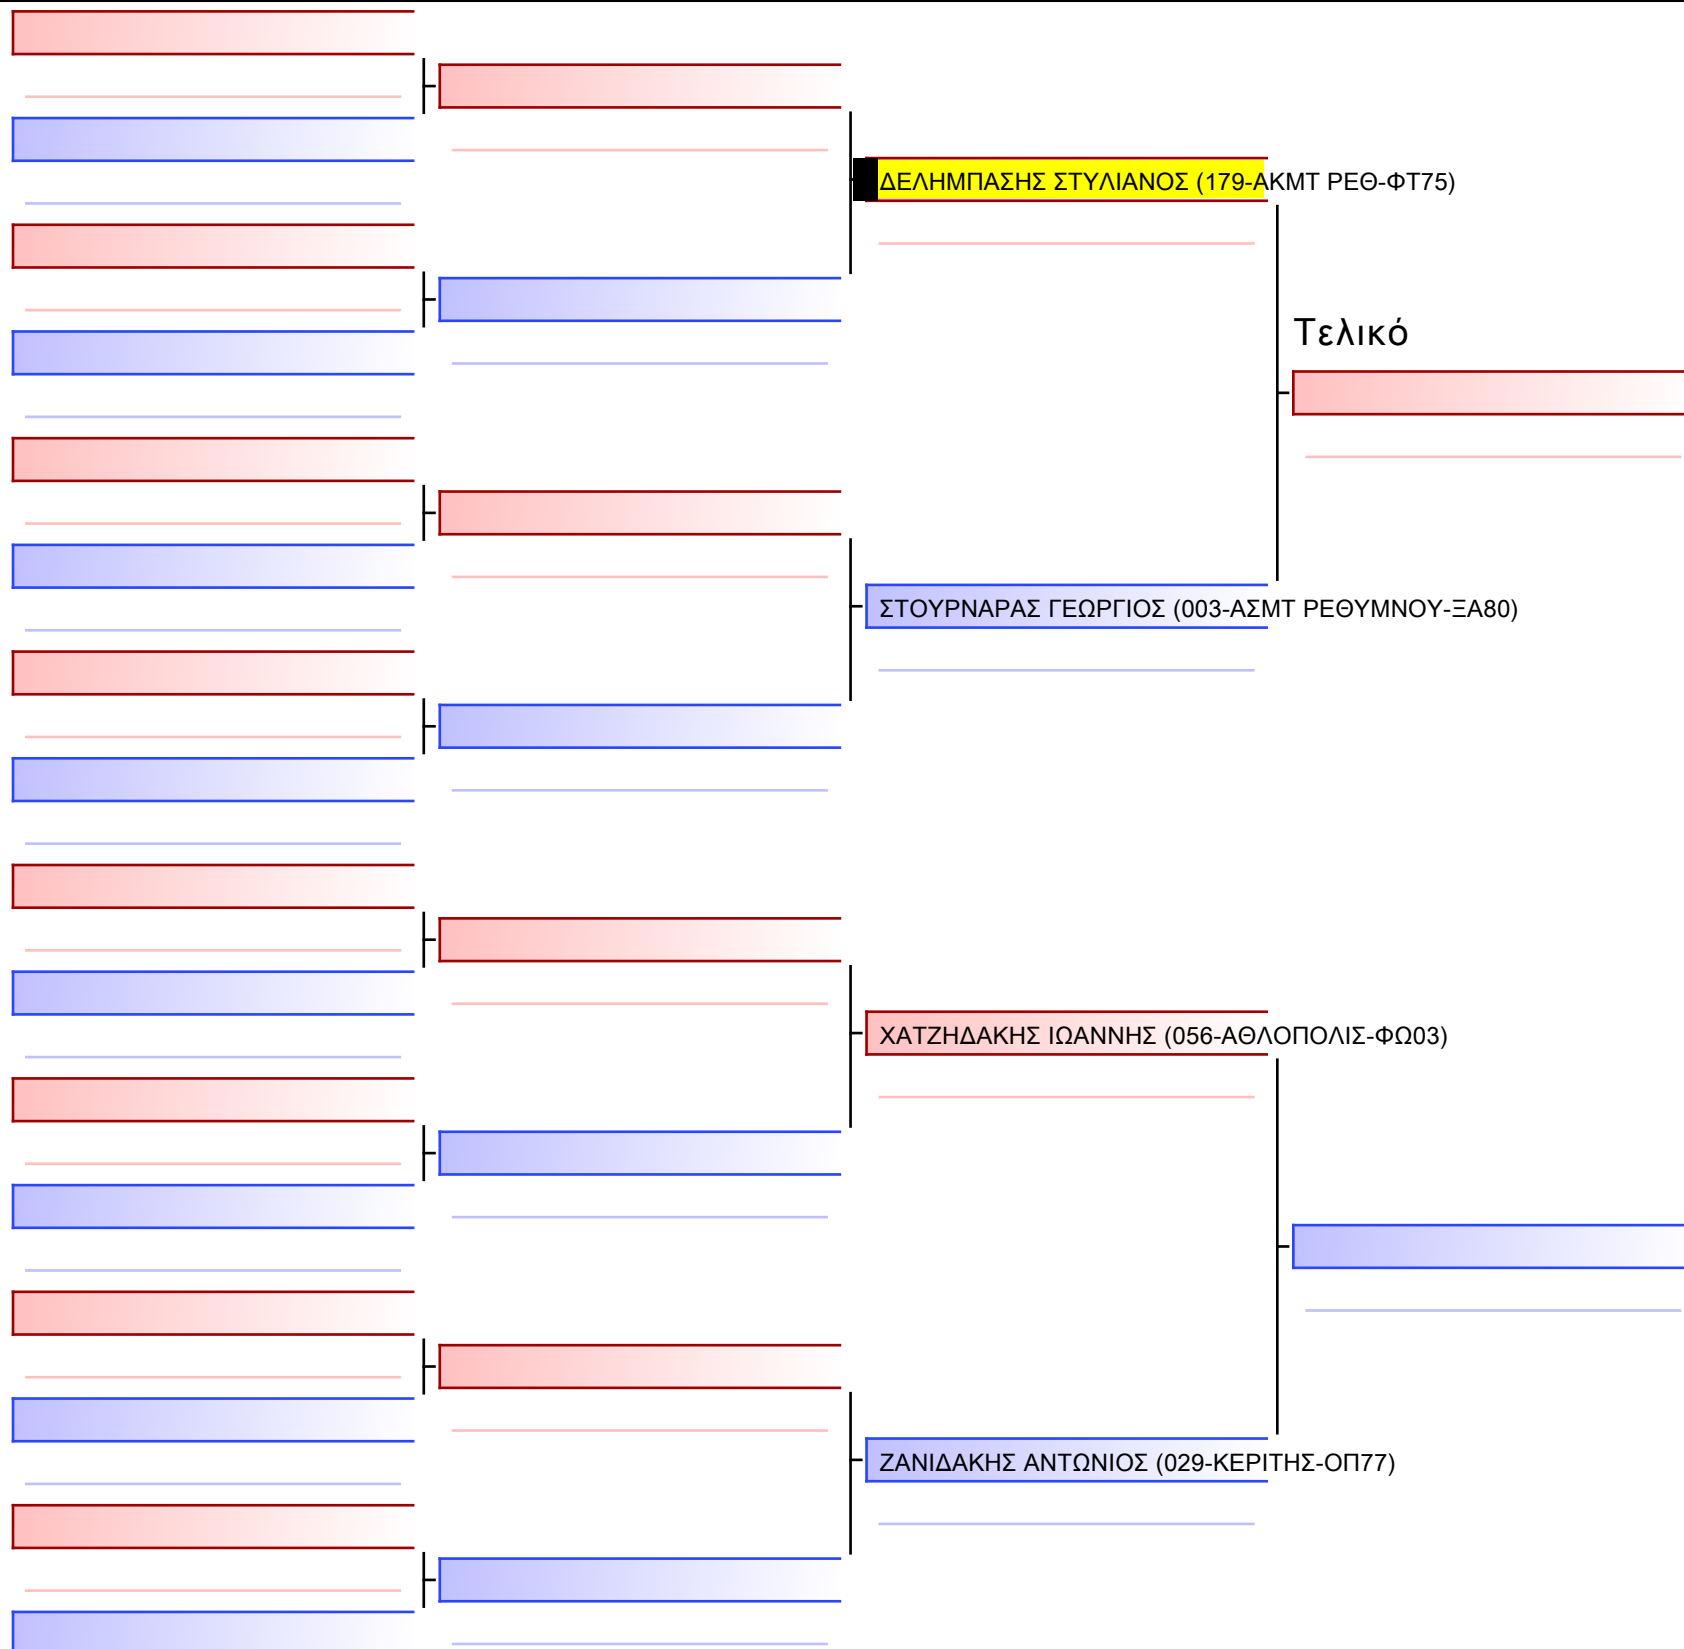 ΔΕΛΗΜΠΑΣΗΣ ΣΤΥΛΙΑΝΟΣ (179-ΑΚΜΤ ΡΕΘ-ΦΤ75)
Τελικό
ΣΤΟΥΡΝΑΡΑΣ ΓΕΩΡΓΙΟΣ (003-ΑΣΜΤ ΡΕΘΥΜΝΟΥ-ΞΑ80)
ΧΑΤΖΗΔΑΚΗΣ ΙΩΑΝΝΗΣ (056-ΑΘΛΟΠΟΛΙΣ-ΦΩ03)
ΖΑΝΙΔΑΚΗΣ ΑΝΤΩΝΙΟΣ (029-ΚΕΡΙΤΗΣ-ΟΠ77)